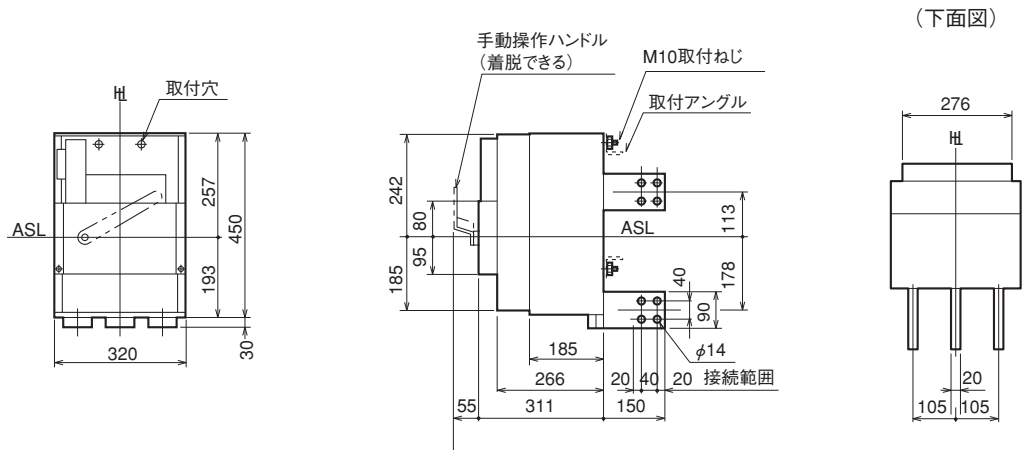 （下面図）
手動操作ハンドル
（着脱できる）
M10取付ねじ
取付アングル
HL
取付穴
276
HL
257
450
193
30
ASL
320
242
80
95
185
ASL
113
178
40
90
φ14
接続範囲
185
266
20
40
20
55
311
150
20
105
105